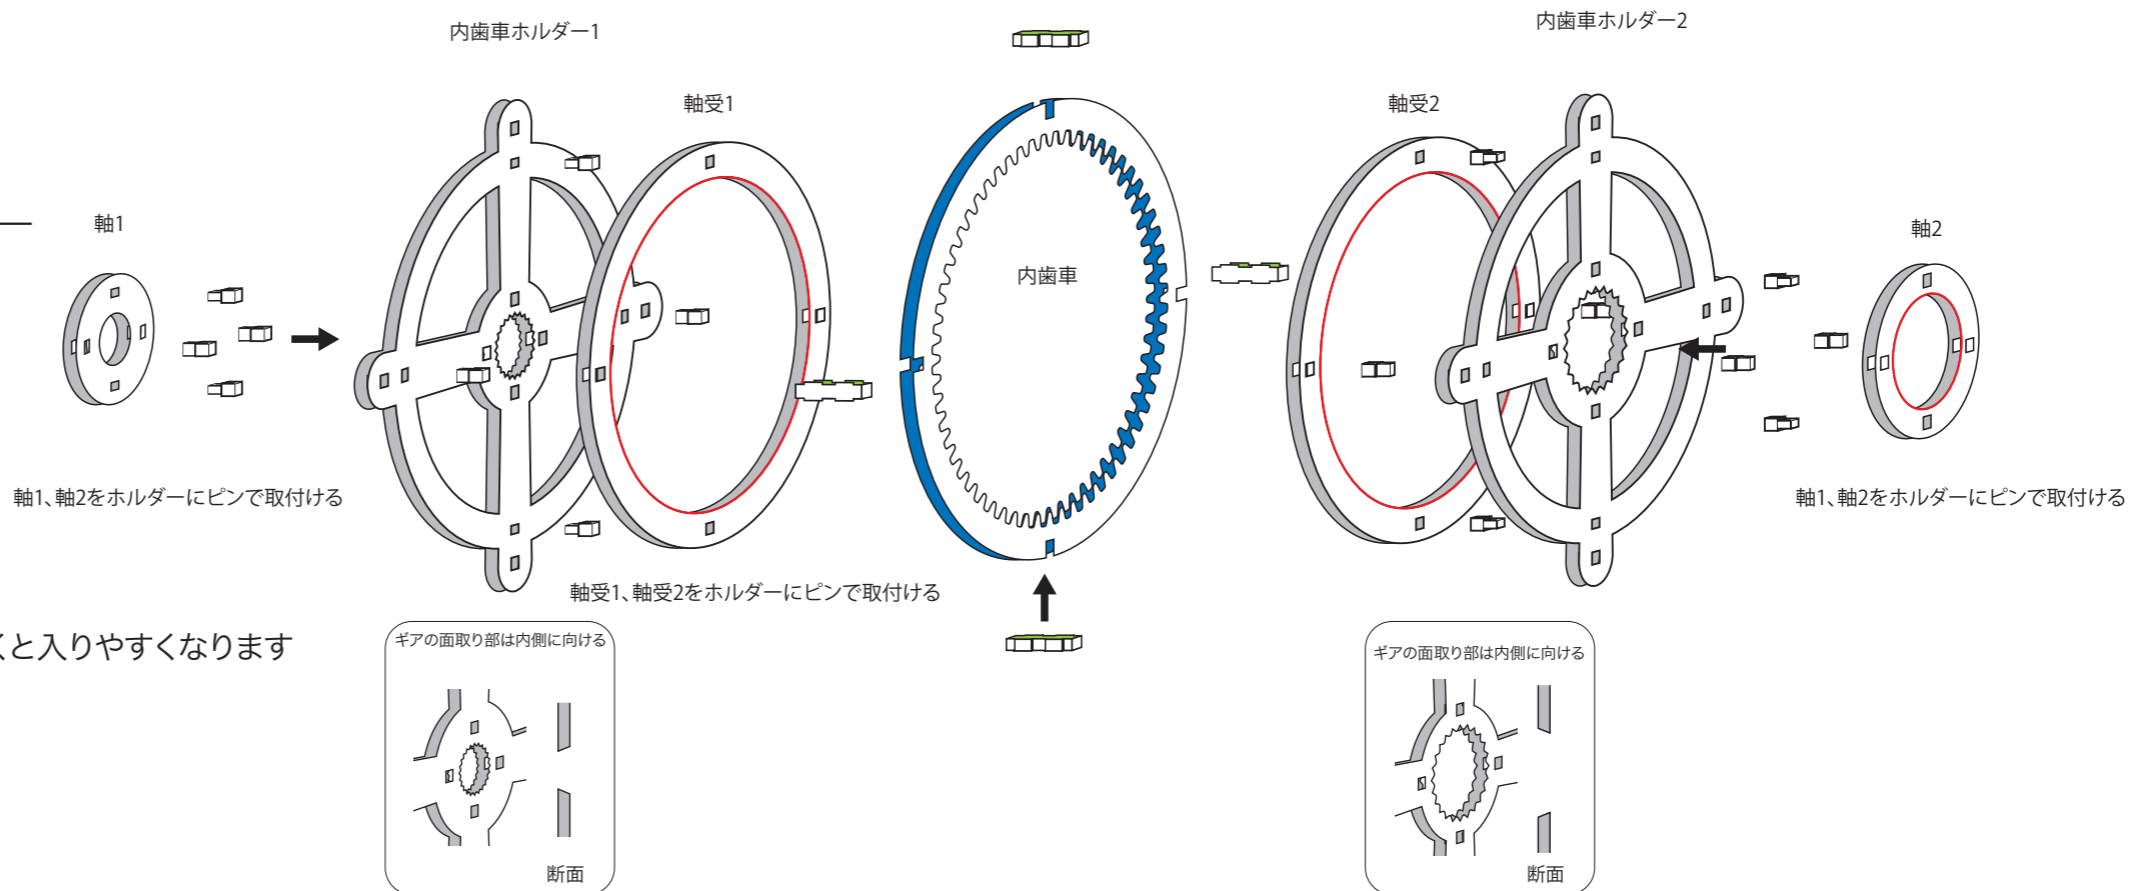 内歯車ホルダー1
内歯車ホルダー2
軸受1
軸受2
軸1
軸2
内歯車
軸1、軸2をホルダーにピンで取付ける
軸1、軸2をホルダーにピンで取付ける
軸受1、軸受2をホルダーにピンで取付ける
くと入りやすくなります
ギアの面取り部は内側に向ける
ギアの面取り部は内側に向ける
断面
断面